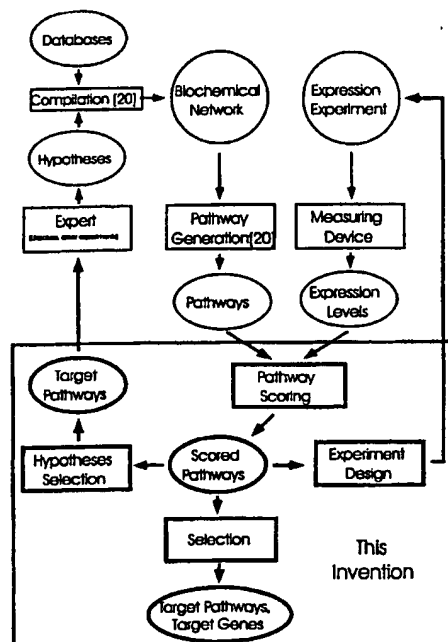 Databases
Compilation (20)
Biochemical
Network
Expression
Experiment
Hypotheses
Expert
Pathway
Generation(20)
Measuring
Device
Pathways
Expression
Levels
Target
Pathways
Pathway
Scoring
Hypotheses
Selection
Scored
Pathways
Experiment
Design
Selection
This
Invention
Target Pathways,
Target Genes